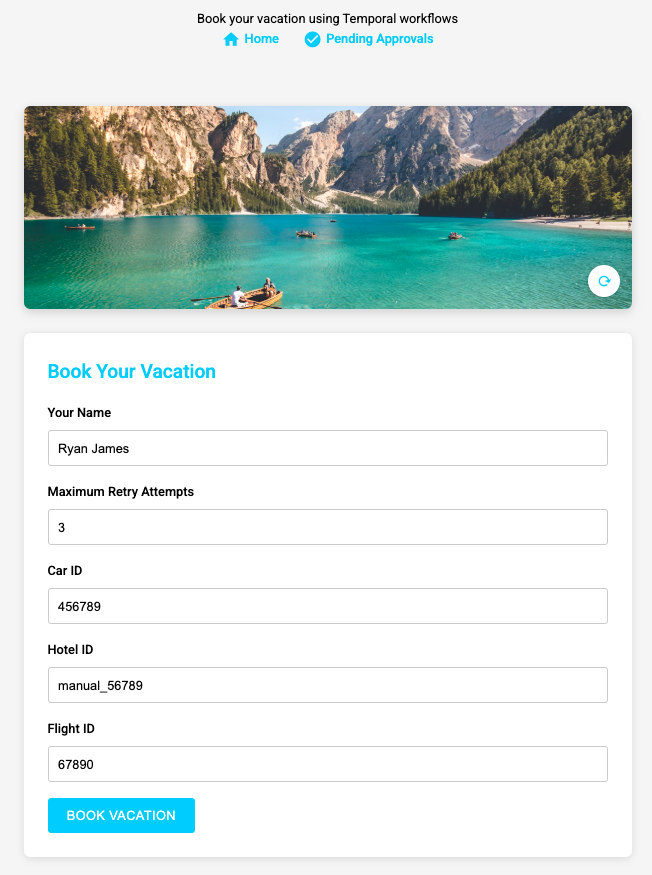 Book your vacation using Temporal workflows
Home Pending Approvals
Book Your Vacation
Your Name
Ryan James
Maximum Retry Attempts
3
Car ID
456789
Hotel ID
manual_56789
Flight ID
67890
BOOK VACATION